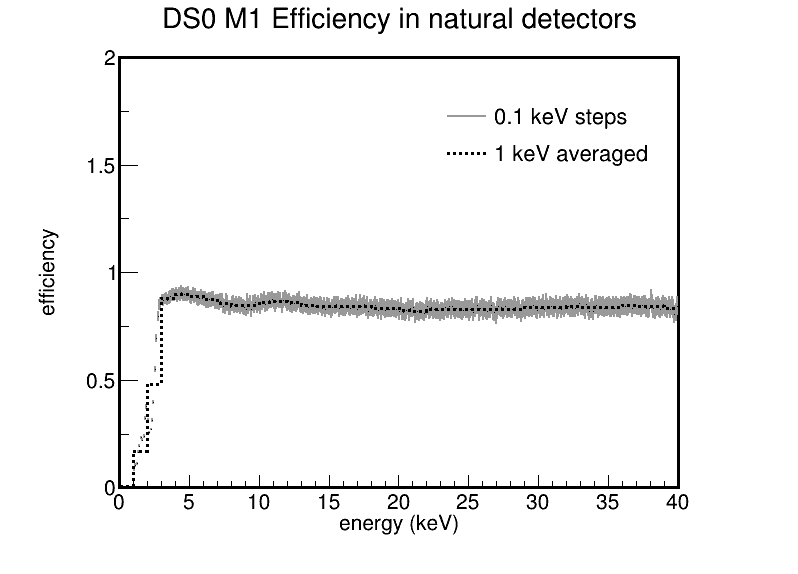 DS0 M1 Efficiency in natural detectors
2
0.1 keV steps
1 keV averaged
1.5
1
efficiency
0.5
0
0 5 10 15 20 25 30 35 40
energy (keV)